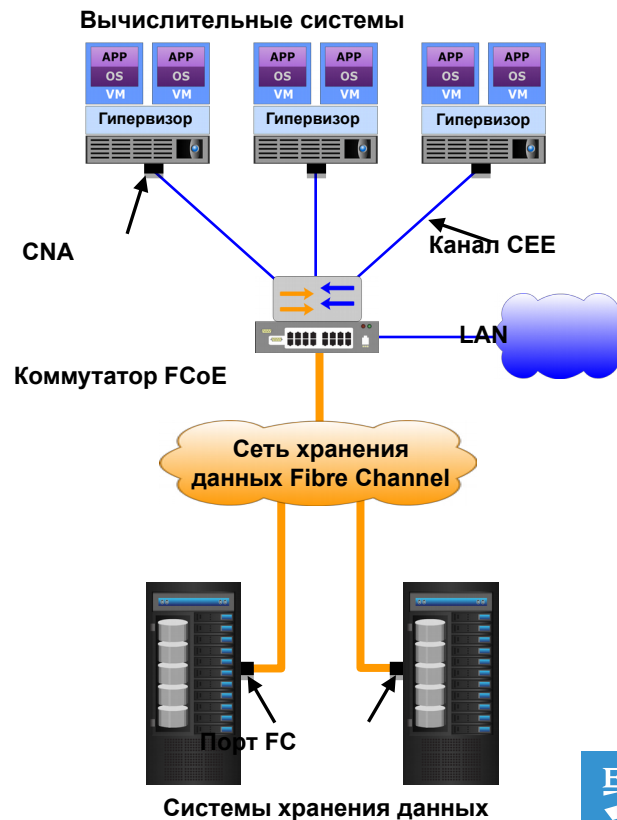 Вычислительные системы
APP APP APP APP APP APP
OS OS OS OS OS OS
VM VM VM VM VM VM
Гипервизор Гипервизор Гипервизор
CNA
Канал CEE
LAN
Коммутатор FCoE
Сеть хранения
данных Fibre Channel
Порт FC
Системы хранения данных